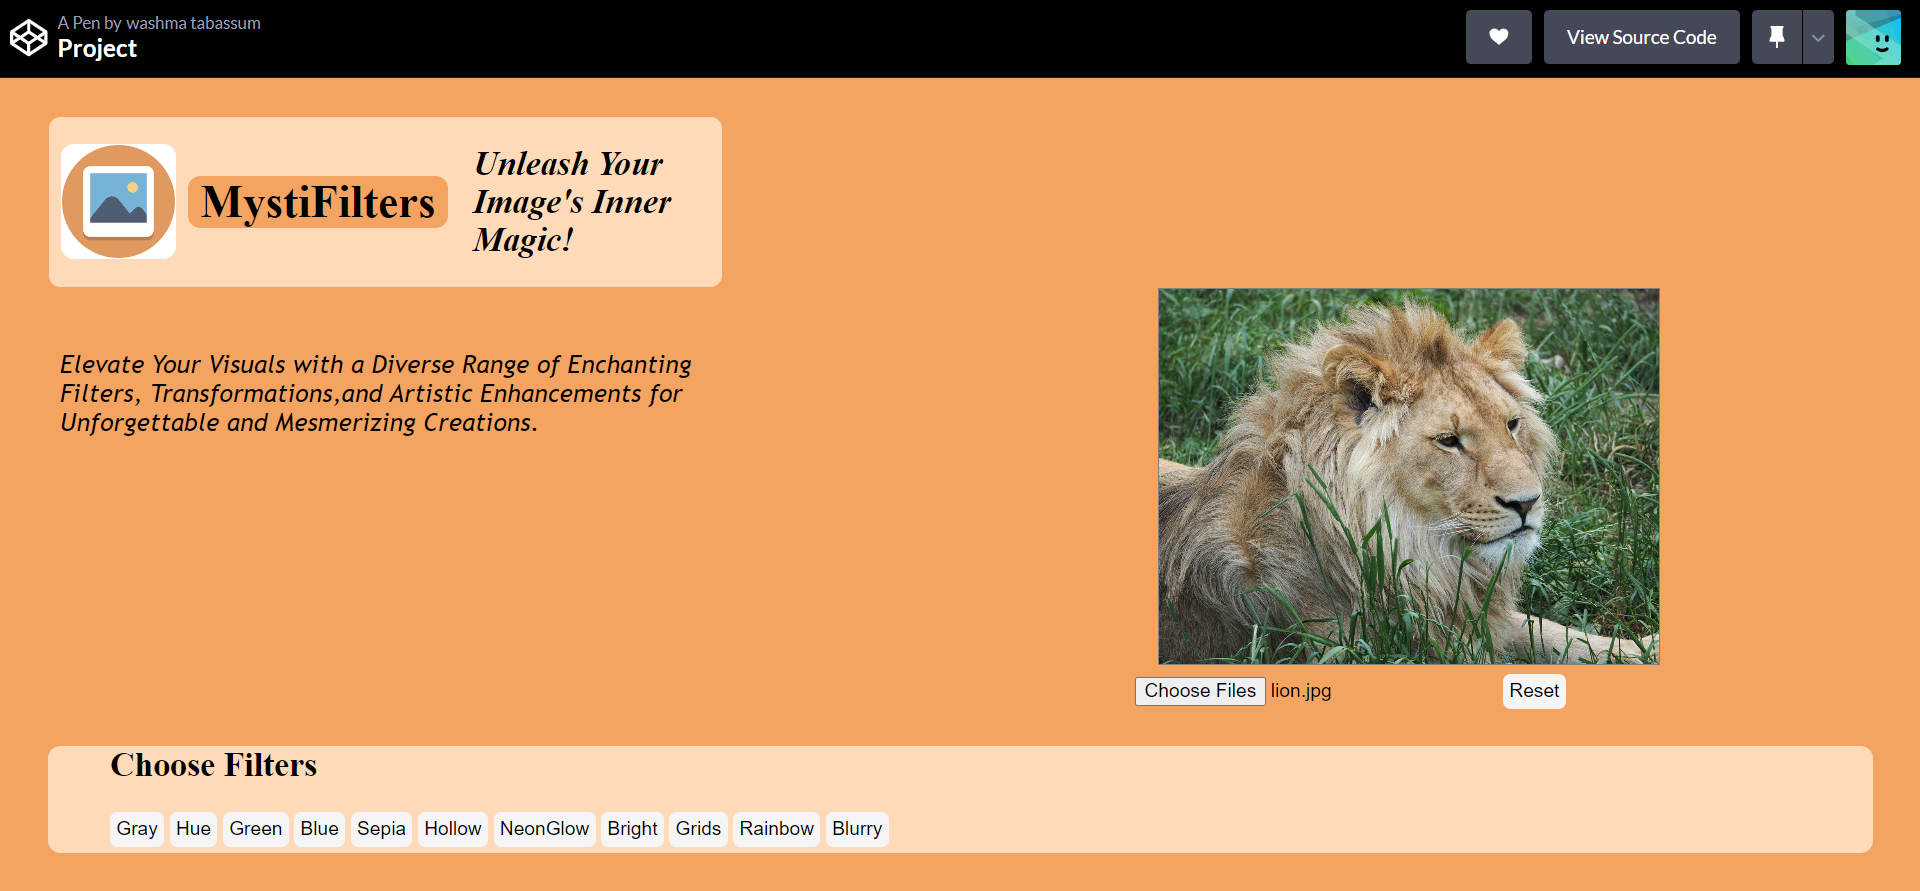 A Pen by washma tabassum
Project
View Source Code
MystiFilters
Unleash Your
Image's Inner
Magic!
Elevate Your Visuals with a Diverse Range of Enchanting
Filters, Transformations,and Artistic Enhancements for
Unforgettable and Mesmerizing Creations.
Choose Files lion.jpg
Reset
Choose Filters
Gray Hue Green Blue Sepia Hollow NeonGlow Bright Grids Rainbow Blurry